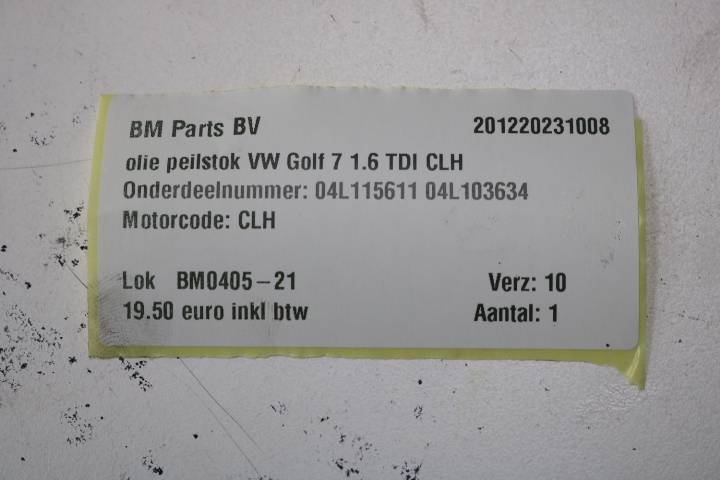 BM Parts BV 201220231008
olie peilstok VW Golf 7 1.6 TDI CLH
Onderdeelnummer: 04L115611 04L103634
Motorcode: CLH
Lok BM0405-21 Verz: 10
19.50 euro inkl btw Aantal: 1